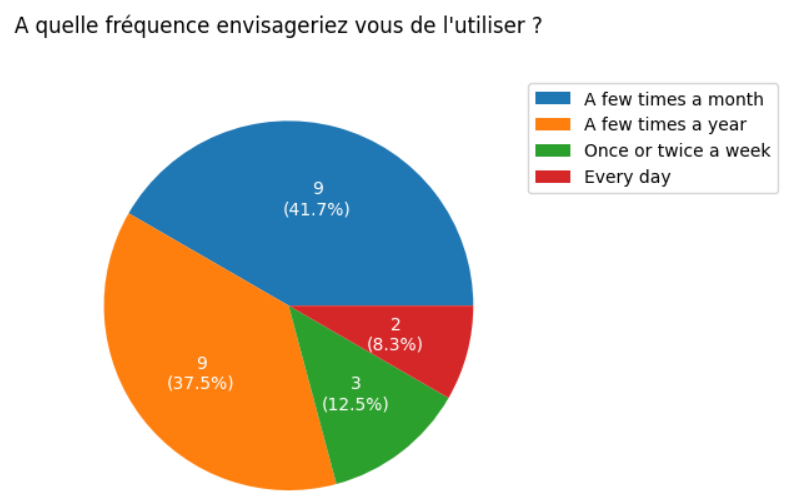 A quelle fréquence envisageriez vous de l'utiliser ?
A few times a month
A few times a year
Once or twice a week
Every day
9
(41.7%)
2
(8.3%)
9
(37.5%)
3
(12.5%)